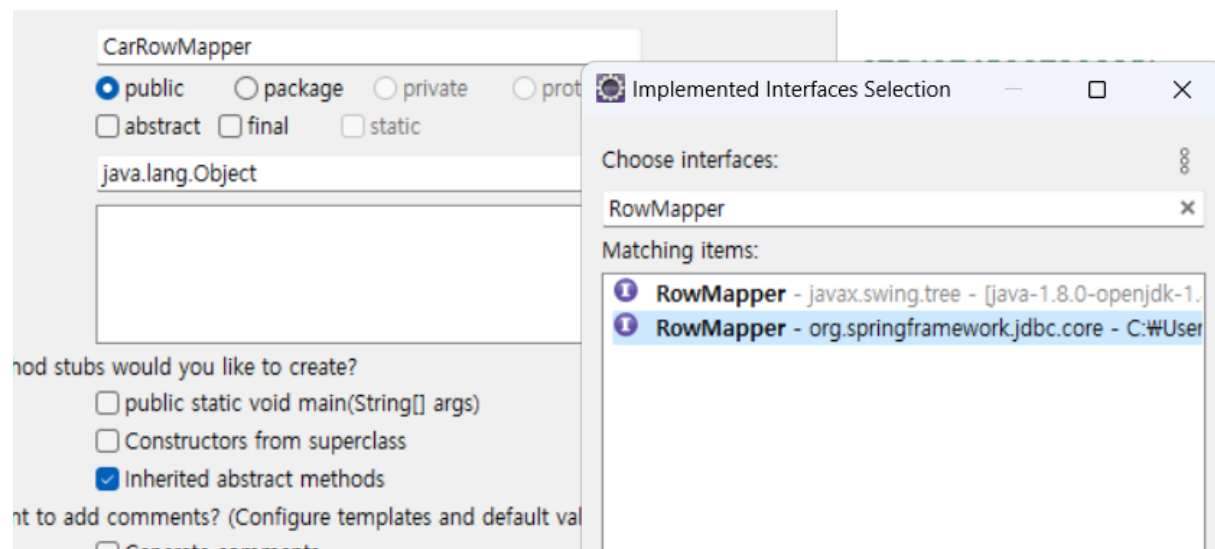 CarRowMapper
public package private prot
abstract final static
java.lang.Object
Implemented Interfaces Selection
Choose interfaces:
RowMapper
Matching items:
RowMapper - javax.swing.tree - [java-1.8.0-openjdk-1.
RowMapper - org.springframework.jdbc.core - C:₩User
nod stubs would you like to create?
public static void main(String[] args)
Constructors from superclass
Inherited abstract methods
nt to add comments? (Configure templates and default val